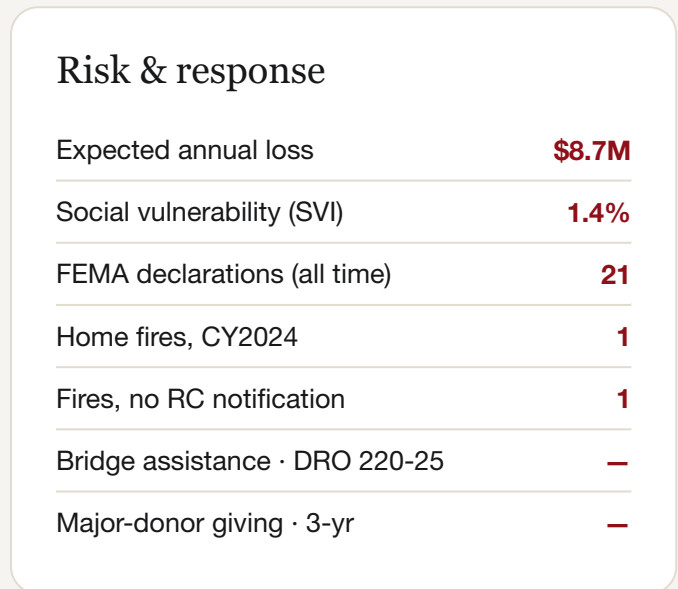 Risk & response
Expected annual loss $8.7M
Social vulnerability (SVI) 1.4%
FEMA declarations (all time) 21
Home fires, CY2024 1
Fires, no RC notification 1
Bridge assistance · DRO 220-25 –
Major-donor giving · 3-yr –